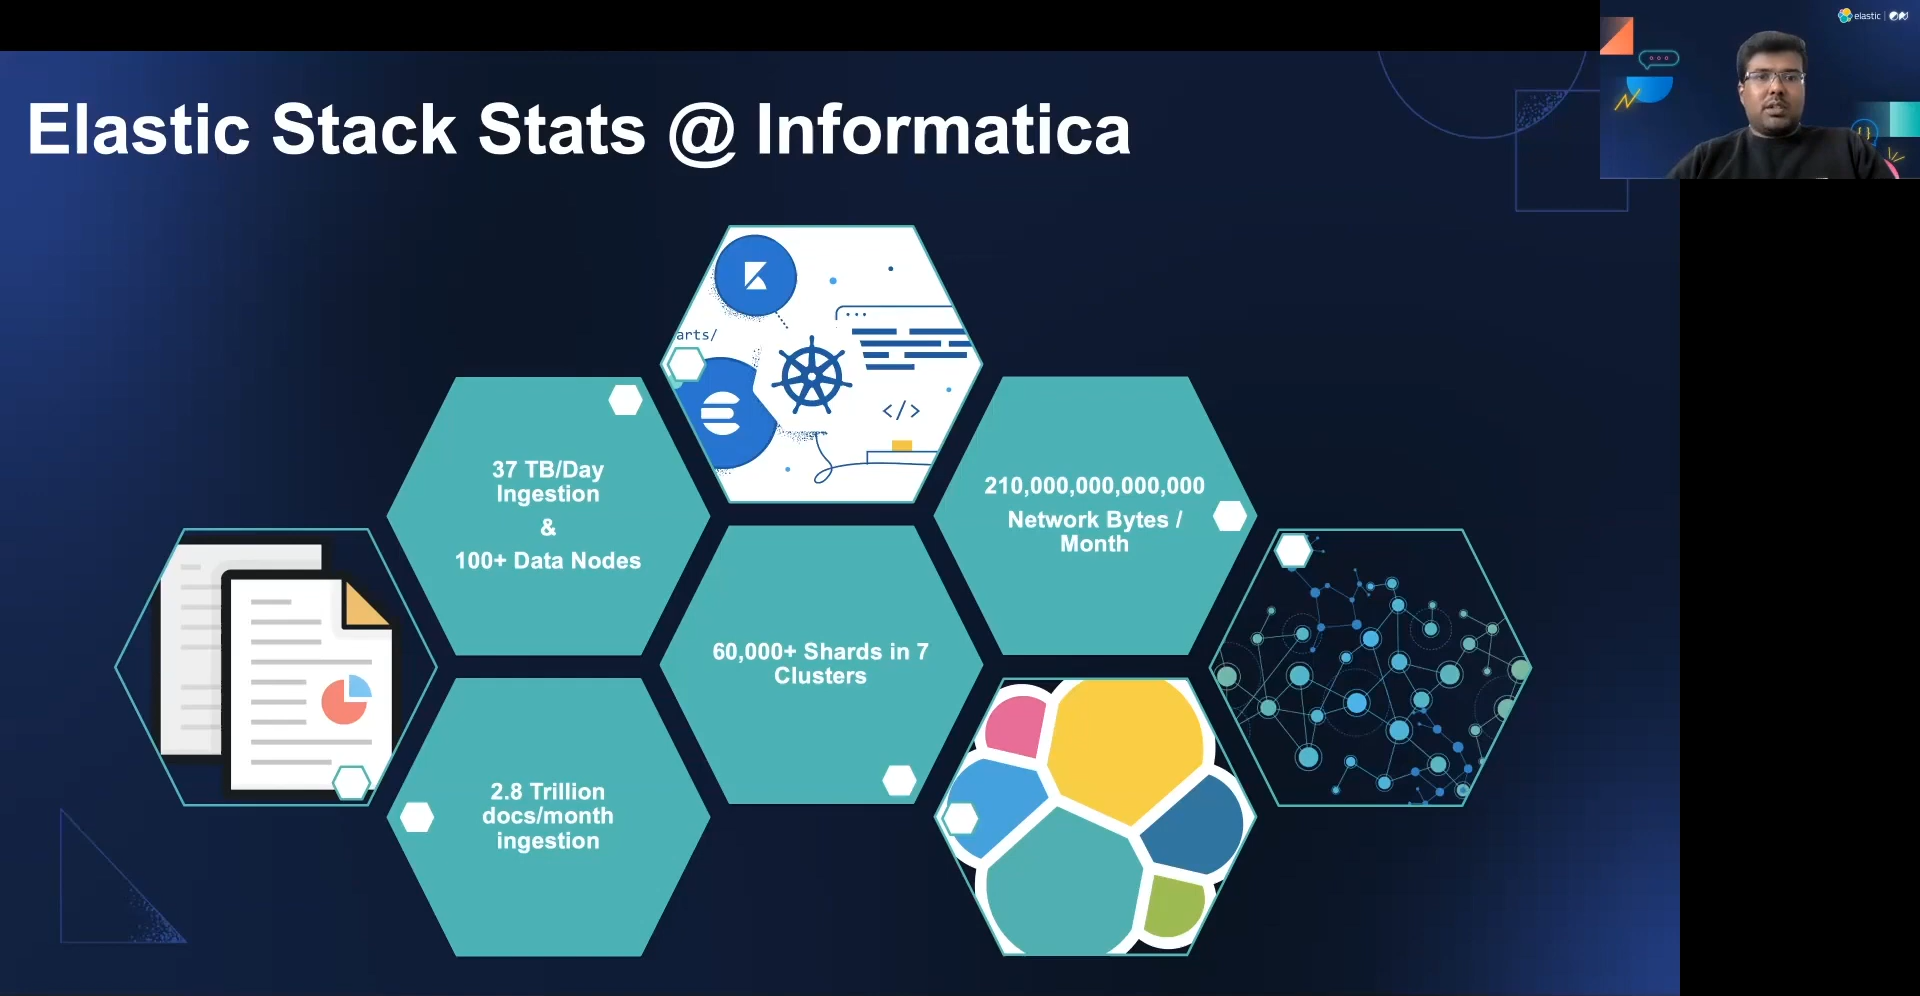 elastic | ON
Elastic Stack Stats @ Informatica
arts/
</>
37 TB/Day
Ingestion
&
100+ Data Nodes
210,000,000,000,000
Network Bytes /
Month
60,000+ Shards in 7
Clusters
2.8 Trillion
docs/month
ingestion
{ }